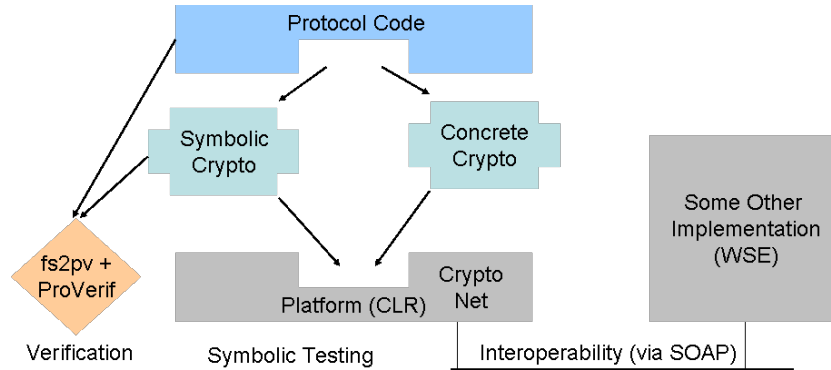 Protocol Code
Symbolic
Crypto
Concrete
Crypto
Some Other
Implementation
(WSE)
fs2pv +
ProVerif
Crypto
Net
Platform (CLR)
Verification
Symbolic Testing
Interoperability (via SOAP)